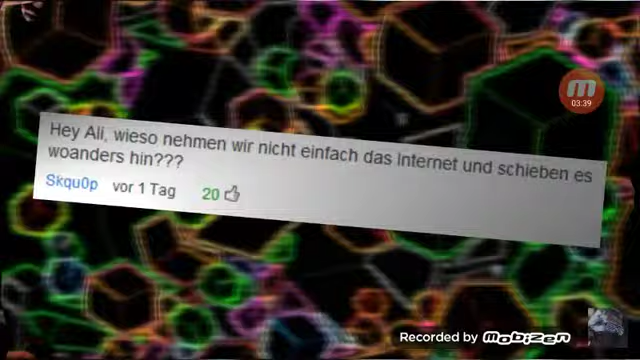 03:39
Hey Ali, wieso nehmen wir nicht einfach das Internet und schieben es
woanders hin???
Skqu0p vor 1 Tag 20
Recorded by mobizen